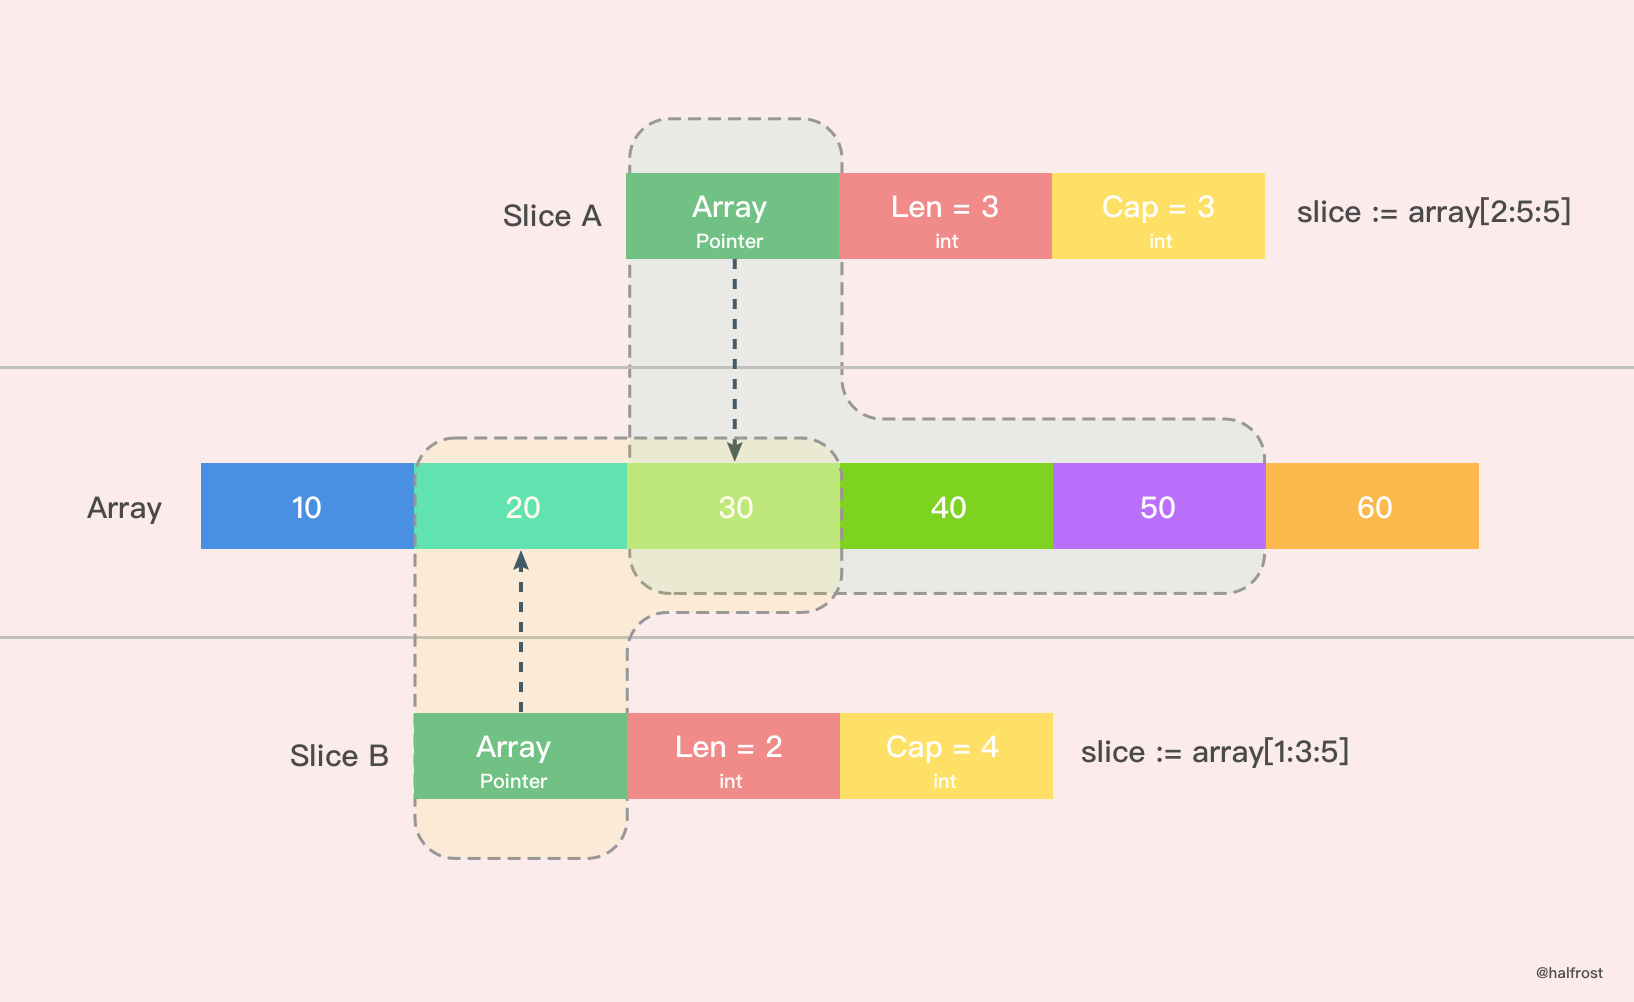 Slice A
Array
Pointer
Len = 3
int
Cap = 3
int
slice := array[2:5:5]
Array
10
20
30
40
50
60
Slice B
Array
Pointer
Len = 2
int
Cap = 4
int
slice := array[1:3:5]
@halfrost